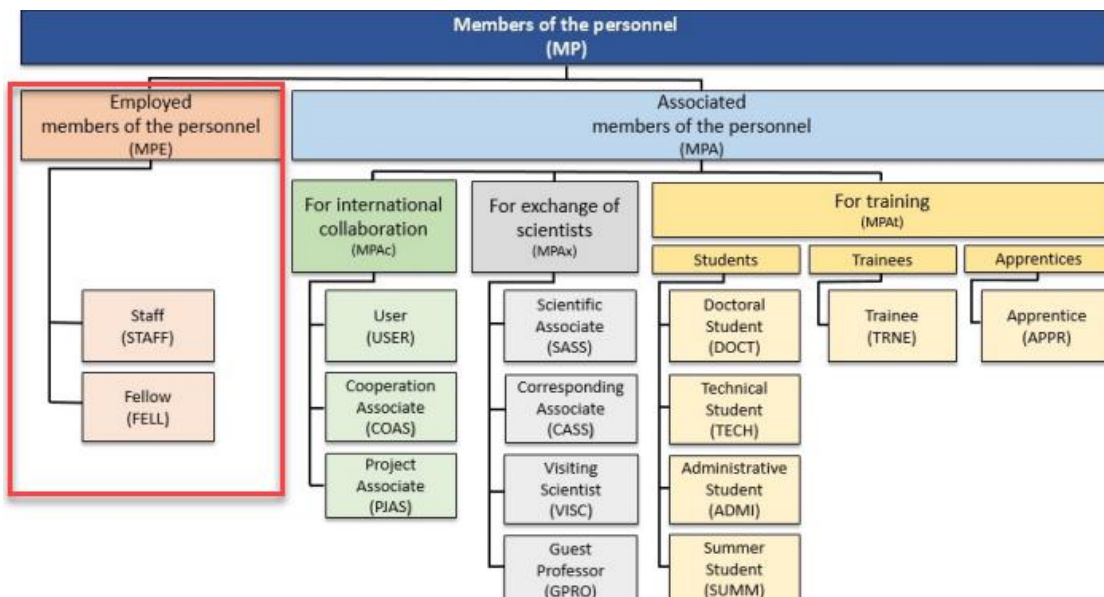 Members of the personnel
(MP)
Employed
members of the personnel
(MPE)
Staff
(STAFF)
Fellow
(FELL)
Associated
members of the personnel
(MPA)
For international
collaboration
(MPAc)
User
(USER)
Cooperation
Associate
(COAS)
Project
Associate
(PJAS)
For exchange of
scientists
(MPAx)
Scientific
Associate
(SASS)
Corresponding
Associate
(CASS)
Visiting
Scientist
(VISC)
Guest
Professor
(GPRO)
For training
(MPAt)
Students
Doctoral
Student
(DOCT)
Technical
Student
(TECH)
Administrative
Student
(ADMI)
Summer
Student
(SUMM)
Trainees
Trainee
(TRNE)
Apprentices
Apprentice
(APPR)